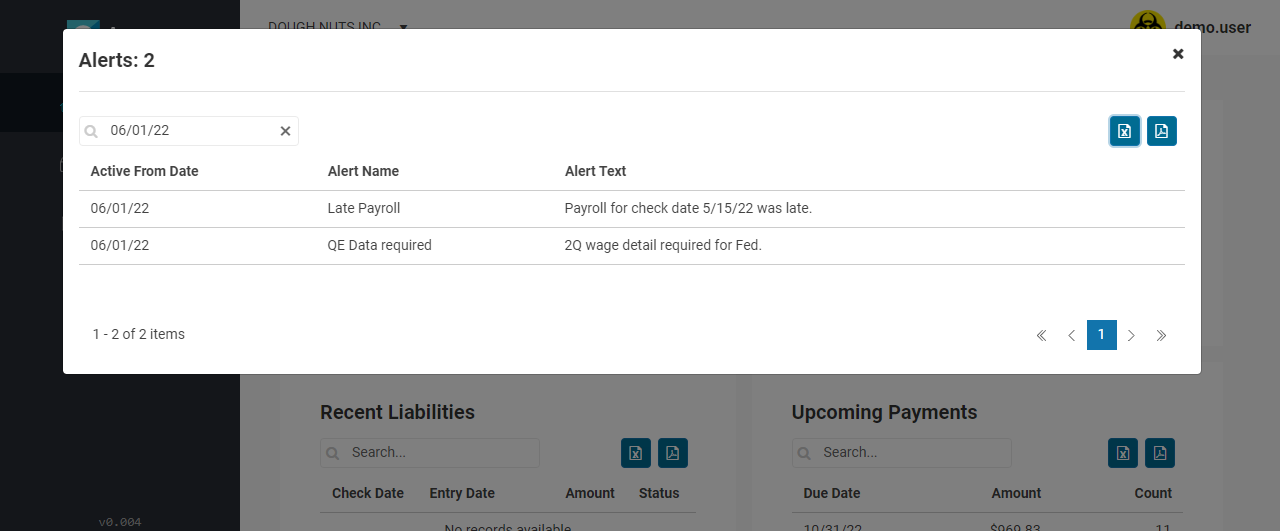 DOUGH NUTS INC
demo.user
Alerts: 2
06/01/22
Active From Date Alert Name Alert Text
06/01/22 Late Payroll Payroll for check date 5/15/22 was late.
06/01/22 QE Data required 2Q wage detail required for Fed.
1 - 2 of 2 items
1
Recent Liabilities
Search...
Check Date Entry Date Amount Status
No records available
Upcoming Payments
Search...
Due Date Amount Count
10/31/22 $969.83 11
v0.004